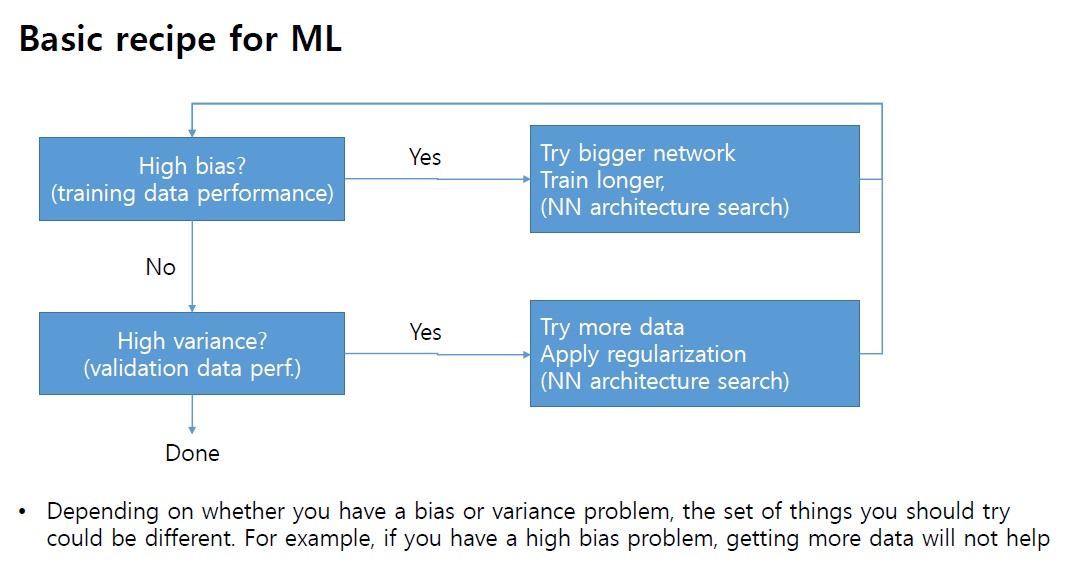 Basic recipe for ML
High bias?
(training data performance)
Yes
Try bigger network
Train longer,
(NN architecture search)
No
High variance?
(validation data perf.)
Yes
Try more data
Apply regularization
(NN architecture search)
Done
• Depending on whether you have a bias or variance problem, the set of things you should try
could be different. For example, if you have a high bias problem, getting more data will not help